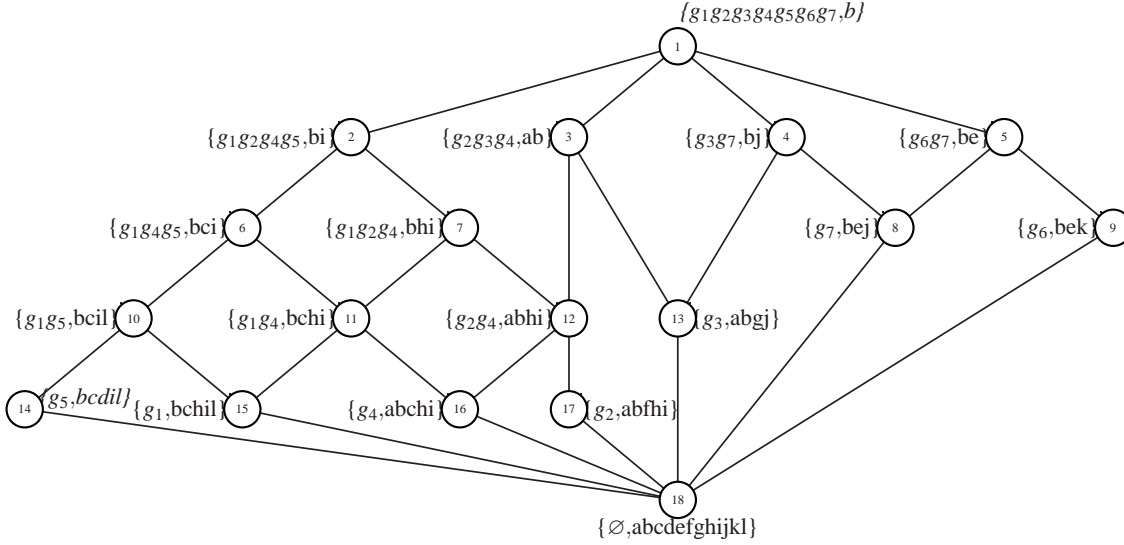 {g₁g₂g₃g₄g₅g₆g₇,b}
1
{g₁g₂g₄g₅,bi} 2 {g₂g₃g₄,ab} 3 {g₃g₇,bj} 4 {g₆g₇,be} 5
{g₁g₄g₅,bci} 6 {g₁g₂g₄,bhi} 7 {g₇,bej} 8 {g₆,bek} 9
{g₁g₅,bcil} 10 {g₁g₄,bchi} 11 {g₂g₄,abhi} 12 13 {g₃,abgj}
14 {g₅,bcdil} {g₁,bchil} 15 {g₄,abchi} 16 17 {g₂,abfhi}
18
{∅,abcdefghijkl}